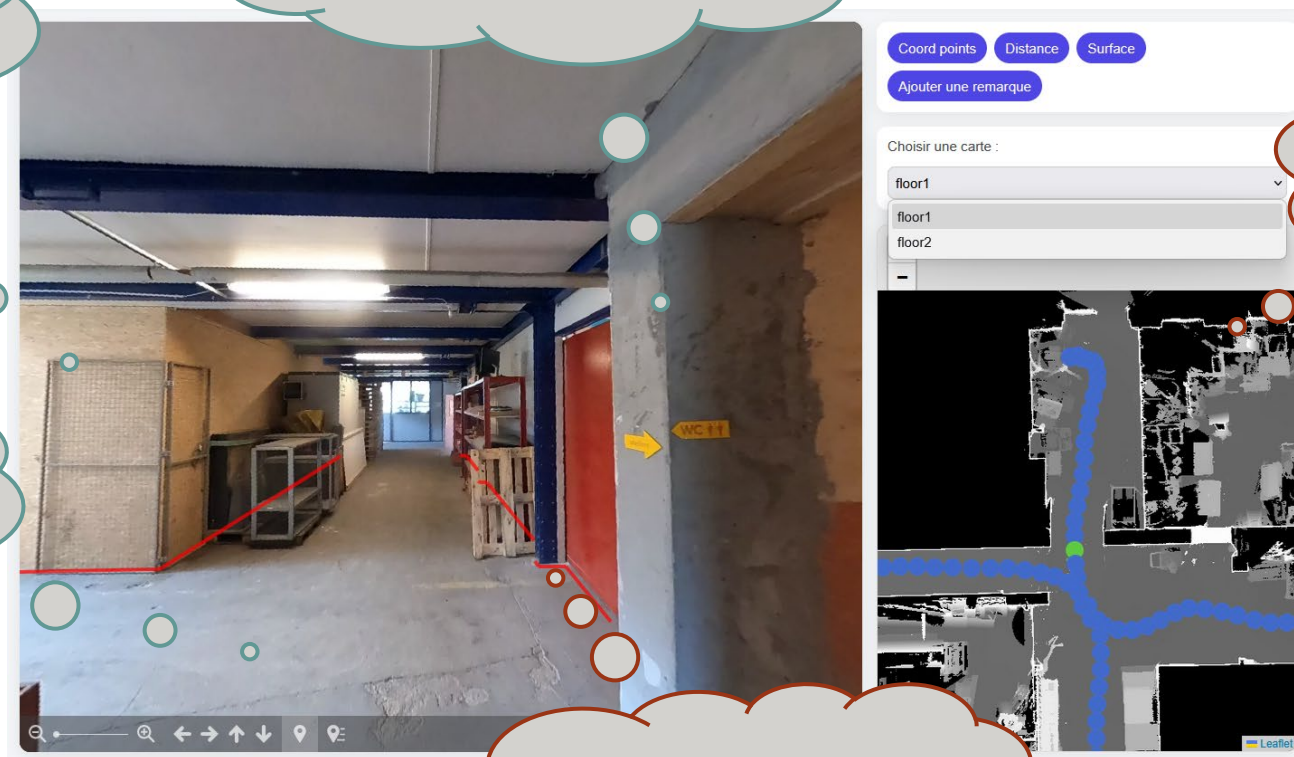 Coord points
Distance
Surface
Ajouter une remarque
Choisir une carte :
floor1
floor1
floor2
−
WC
Leaflet